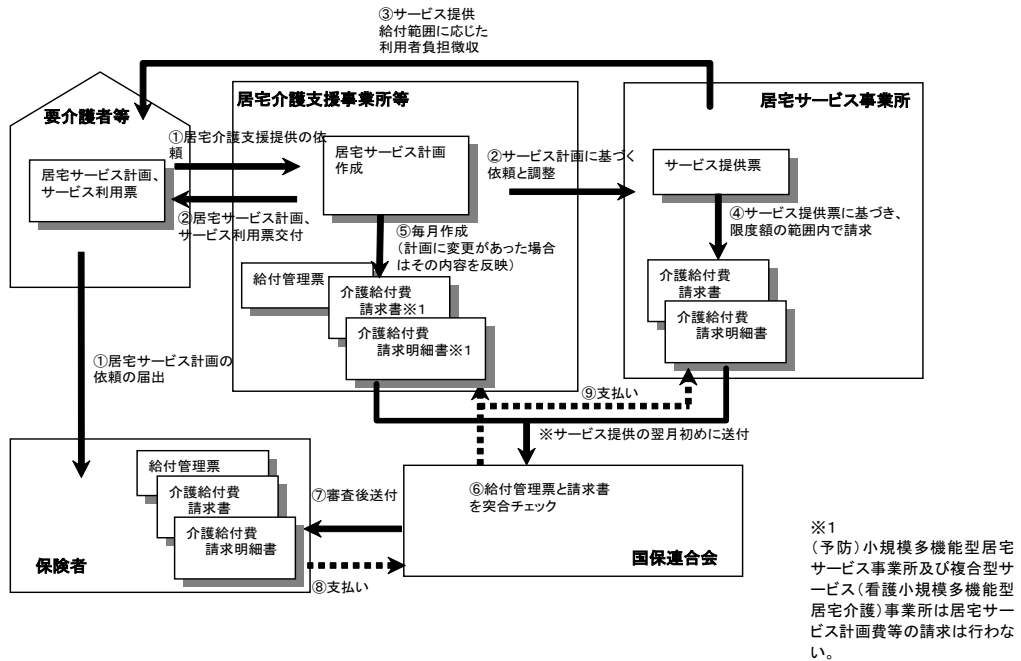 ③サービス提供
給付範囲に応じた
利用者負担徴収
要介護者等
居宅サービス計画、
サービス利用票
①居宅介護支援提供の依
頼
②居宅サービス計画、
サービス利用票交付
居宅介護支援事業所等
居宅サービス計画
作成
②サービス計画に基づく
依頼と調整
⑤毎月作成
（計画に変更があった場合
はその内容を反映）
給付管理票
介護給付費
請求書※1
介護給付費
請求明細書※1
居宅サービス事業所
サービス提供票
④サービス提供票に基づき、
限度額の範囲内で請求
介護給付費
請求書
介護給付費
請求明細書
①居宅サービス計画の
依頼の届出
⑨支払い
※サービス提供の翌月初めに送付
給付管理票
介護給付費
請求書
介護給付費
請求明細書
保険者
⑦審査後送付
⑧支払い
⑥給付管理票と請求書
を突合チェック
国保連合会
※1
（予防）小規模多機能型居宅
サービス事業所及び複合型サ
ービス（看護小規模多機能型
居宅介護）事業所は居宅サー
ビス計画費等の請求は行わな
い。